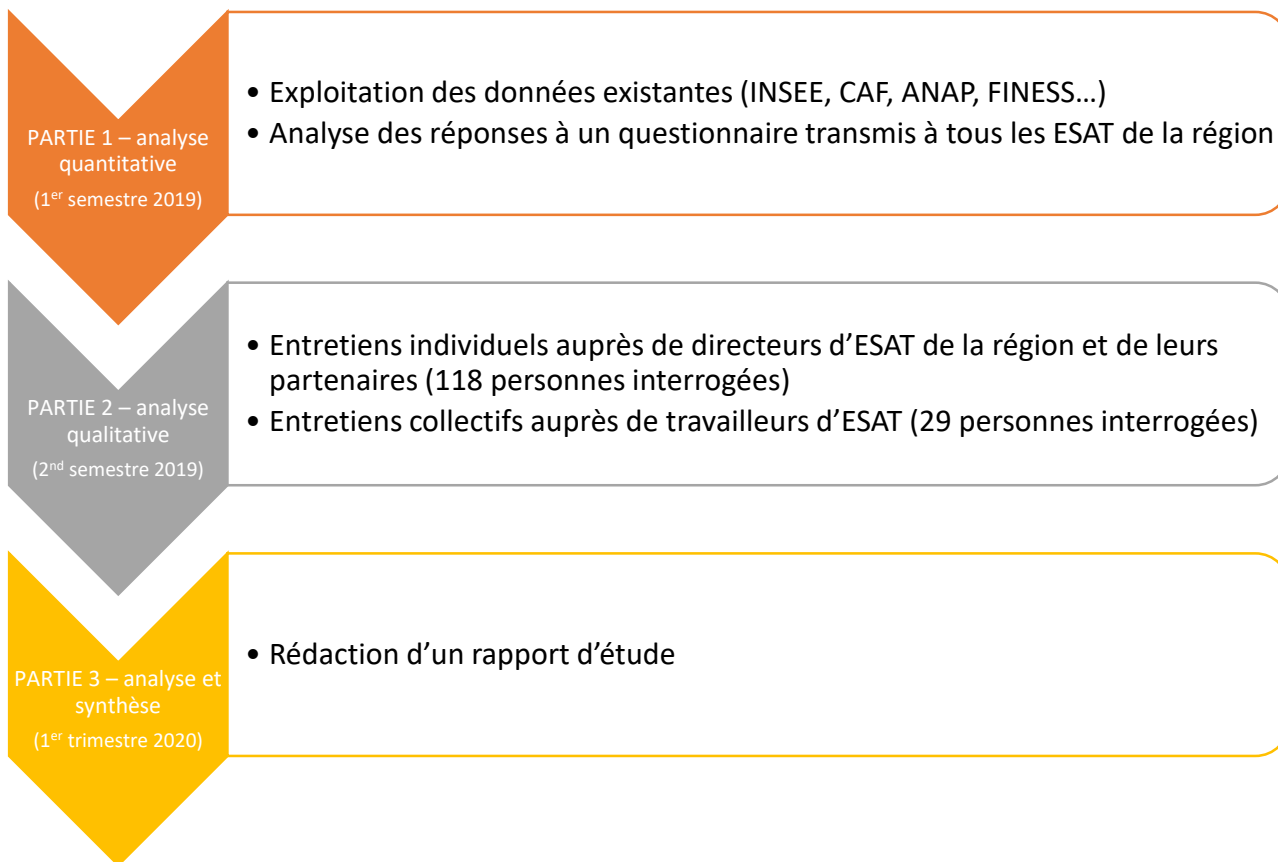 PARTIE 1 – analyse
quantitative
(1er semestre 2019)
• Exploitation des données existantes (INSEE, CAF, ANAP, FINESS…)
• Analyse des réponses à un questionnaire transmis à tous les ESAT de la région
PARTIE 2 – analyse
qualitative
(2nd semestre 2019)
• Entretiens individuels auprès de directeurs d’ESAT de la région et de leurs
partenaires (118 personnes interrogées)
• Entretiens collectifs auprès de travailleurs d’ESAT (29 personnes interrogées)
PARTIE 3 – analyse et
synthèse
(1er trimestre 2020)
• Rédaction d’un rapport d’étude